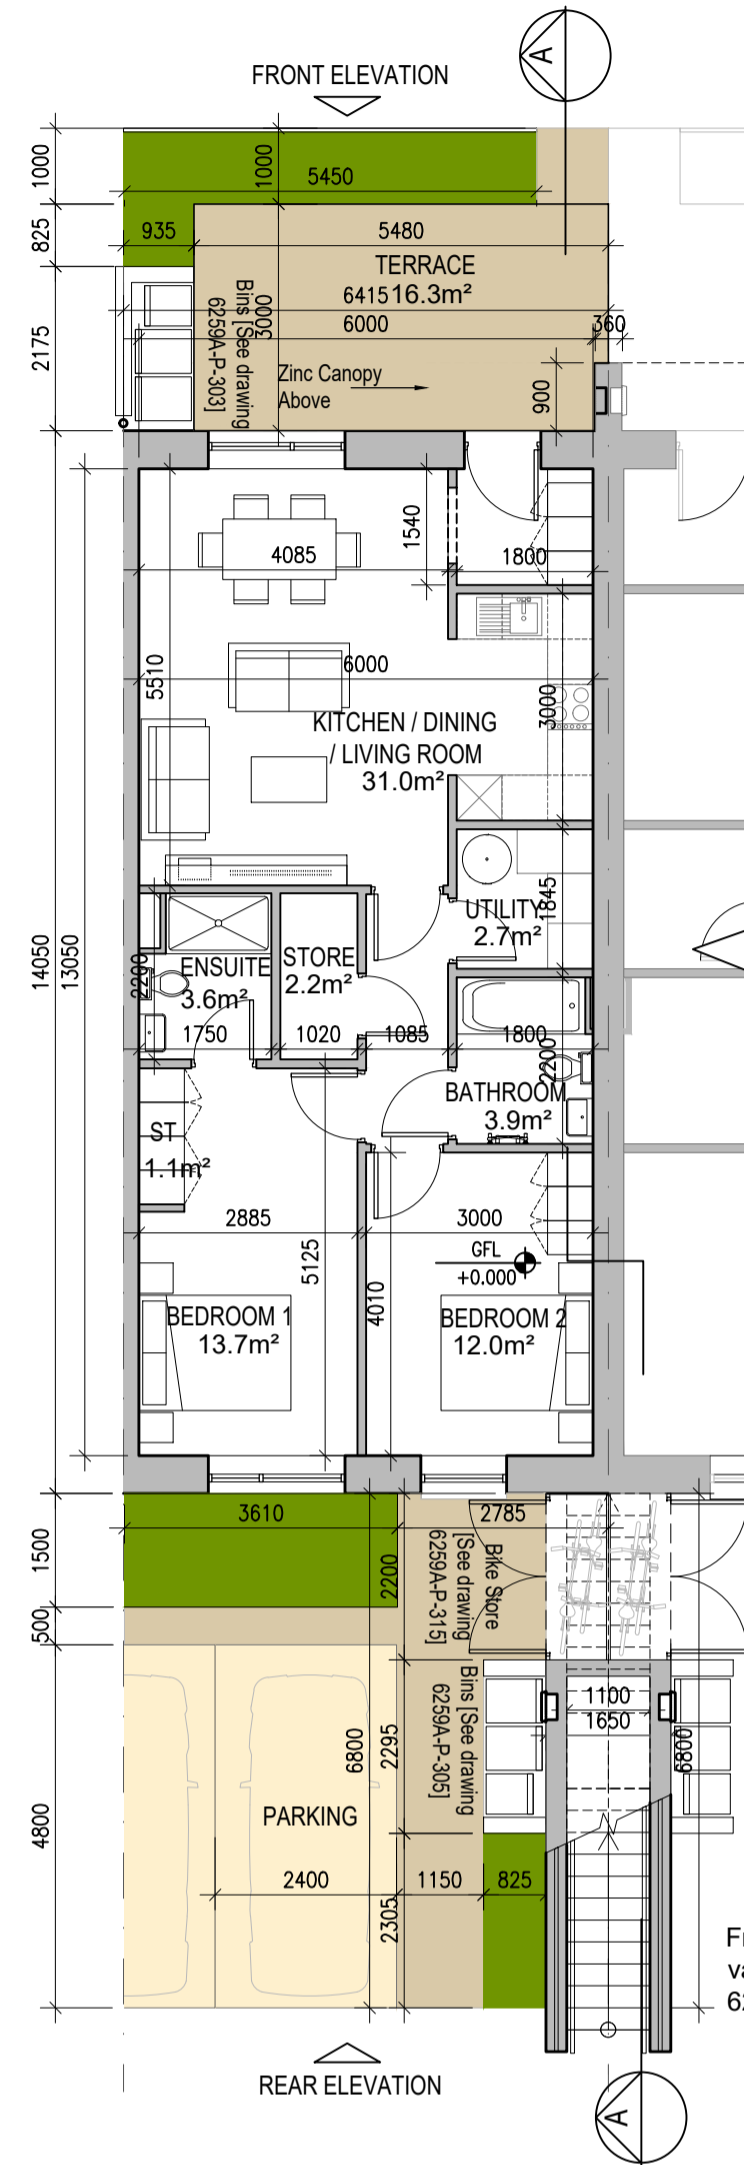 A
FRONT ELEVATION
1000
1000
5450
825
935
5480
TERRACE
6415 16.3m²
3000
6000
360
2175
Bins [See drawing
6259A-P-303]
Zinc Canopy
Above
900
1540
4085
1800
5510
6000
3000
KITCHEN / DINING
/ LIVING ROOM
31.0m²
UTILITY
2.7m²
1845
14050
13050
2200
ENSUITE
3.6m²
STORE
2.2m²
1750
1020
1085
1800
2200
BATHROOM
3.9m²
ST
1.1m²
2885
3000
5125
4010
GFL
+0.000
BEDROOM 1
13.7m²
BEDROOM 2
12.0m²
3610
2785
1500
2200
Bike Store
[See drawing
6259A-P-315]
500
Bins [See drawing
6259A-P-305]
1100
1650
6800
2295
6800
4800
PARKING
2400
1150
825
2305
REAR ELEVATION
A